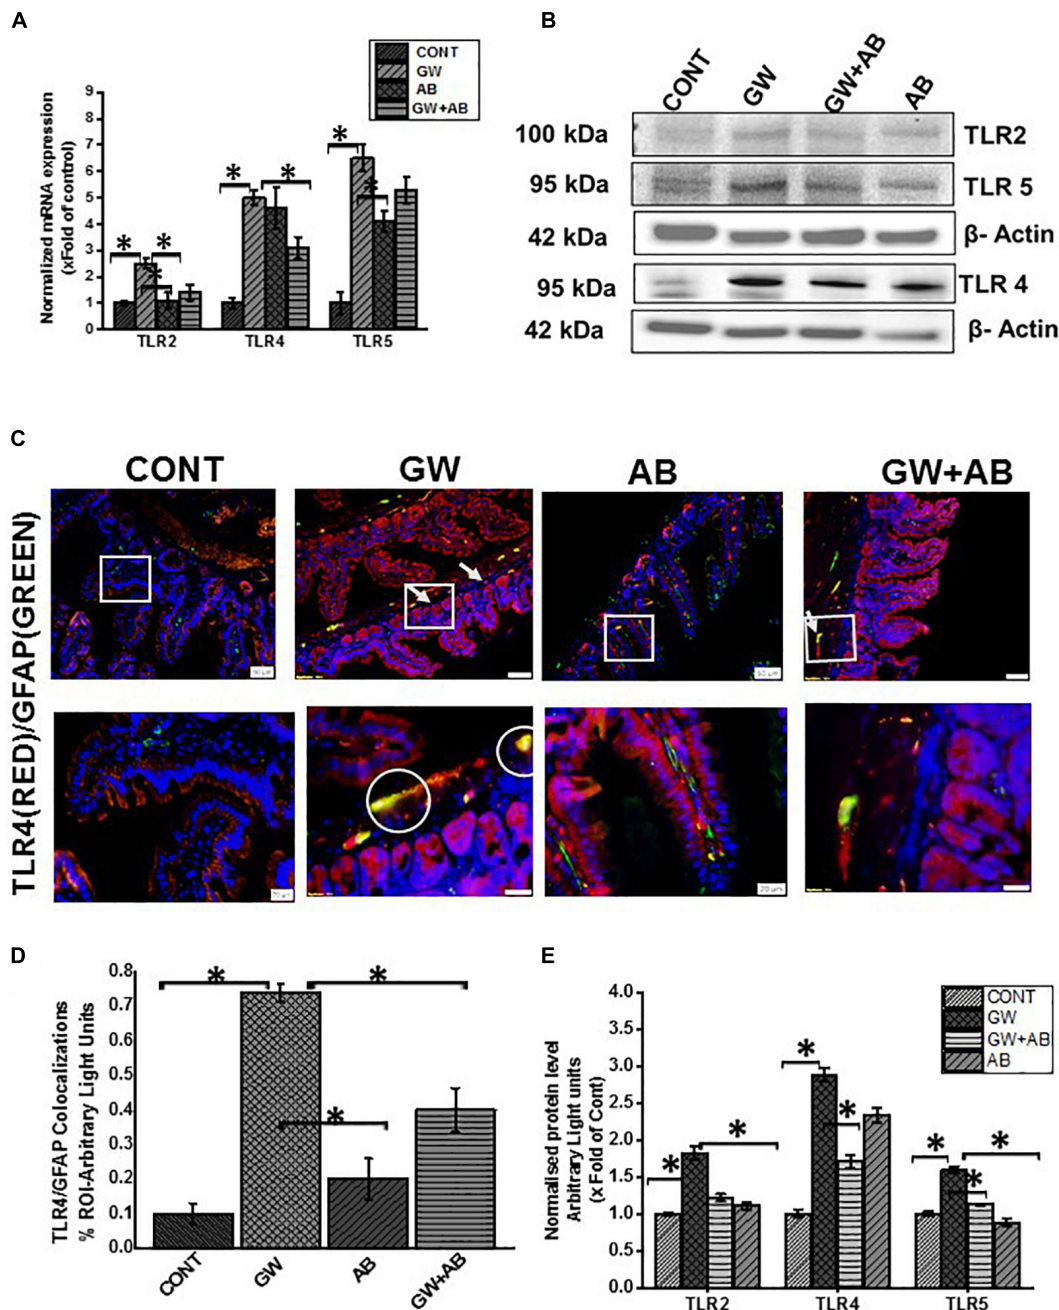 A
CONT
GW
AB
GW+AB
Normalized mRNA expression
(xFold of control)
9
8
7
6
5
4
3
2
1
0
*
*
*
*
*
*
*
TLR2
TLR4
TLR5
B
CONT
GW
GW+AB
AB
100 kDa
TLR2
95 kDa
TLR 5
42 kDa
β- Actin
95 kDa
TLR 4
42 kDa
β- Actin
C
CONT
GW
AB
GW+AB
TLR4(RED)/GFAP(GREEN)
50 µm
50 µm
20 µm
D
TLR4/GFAP Colocalizations
% ROI-Arbitrary Light Units
0.8
0.7
0.6
0.4
0.3
0.2
0.1
0.0
*
*
*
CONT
GW
AB
GW+AB
E
Normalised protein level
Arbitrary Light units
(xFold of Cont)
4.0
3.5
3.0
2.5
2.0
1.5
1.0
0.5
0.0
CONT
GW
GW+AB
AB
*
*
*
*
*
*
*
TLR2
TLR4
TLR5